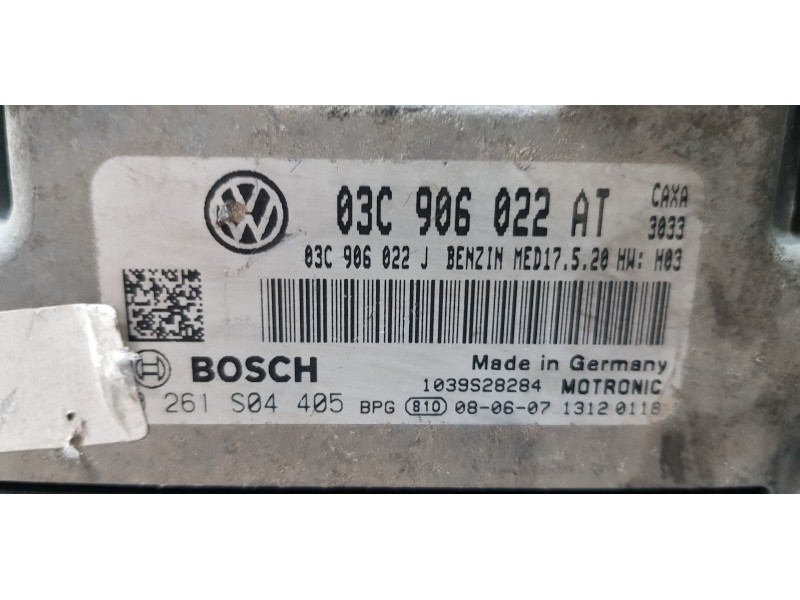 03C 906 022 AT CAXA
3033
03C 906 022 J BENZIN MED17.5.20 HW: H03
BOSCH Made in Germany
1039S28284 MOTRONIC
261 S04 405 BPG 810 08-06-07 1312 0118